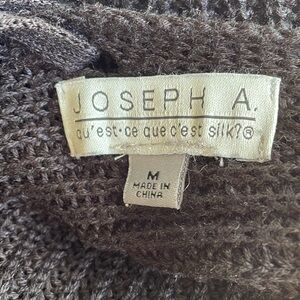 JOSEPH A.
qu'est-ce que c'est silk?®
M
MADE IN
CHINA